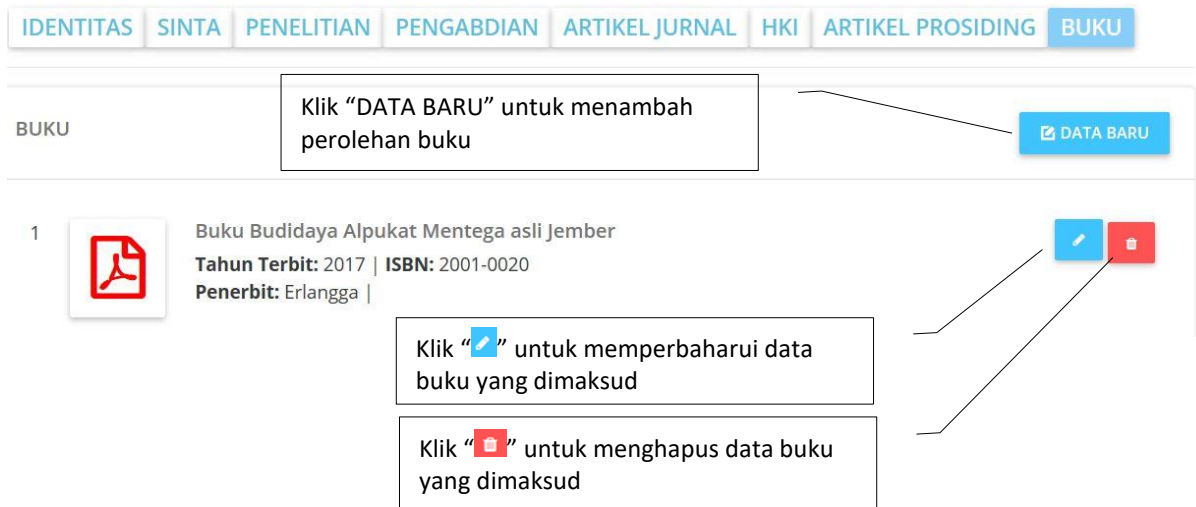 IDENTITAS SINTA PENELITIAN PENGABDIAN ARTIKEL JURNAL HKI ARTIKEL PROSIDING BUKU
Klik “DATA BARU” untuk menambah
perolehan buku
BUKU
DATA BARU
1
Buku Budidaya Alpukat Mentega asli Jember
Tahun Terbit: 2017 | ISBN: 2001-0020
Penerbit: Erlangga |
Klik “ ” untuk memperbaharui data
buku yang dimaksud
Klik “ ” untuk menghapus data buku
yang dimaksud